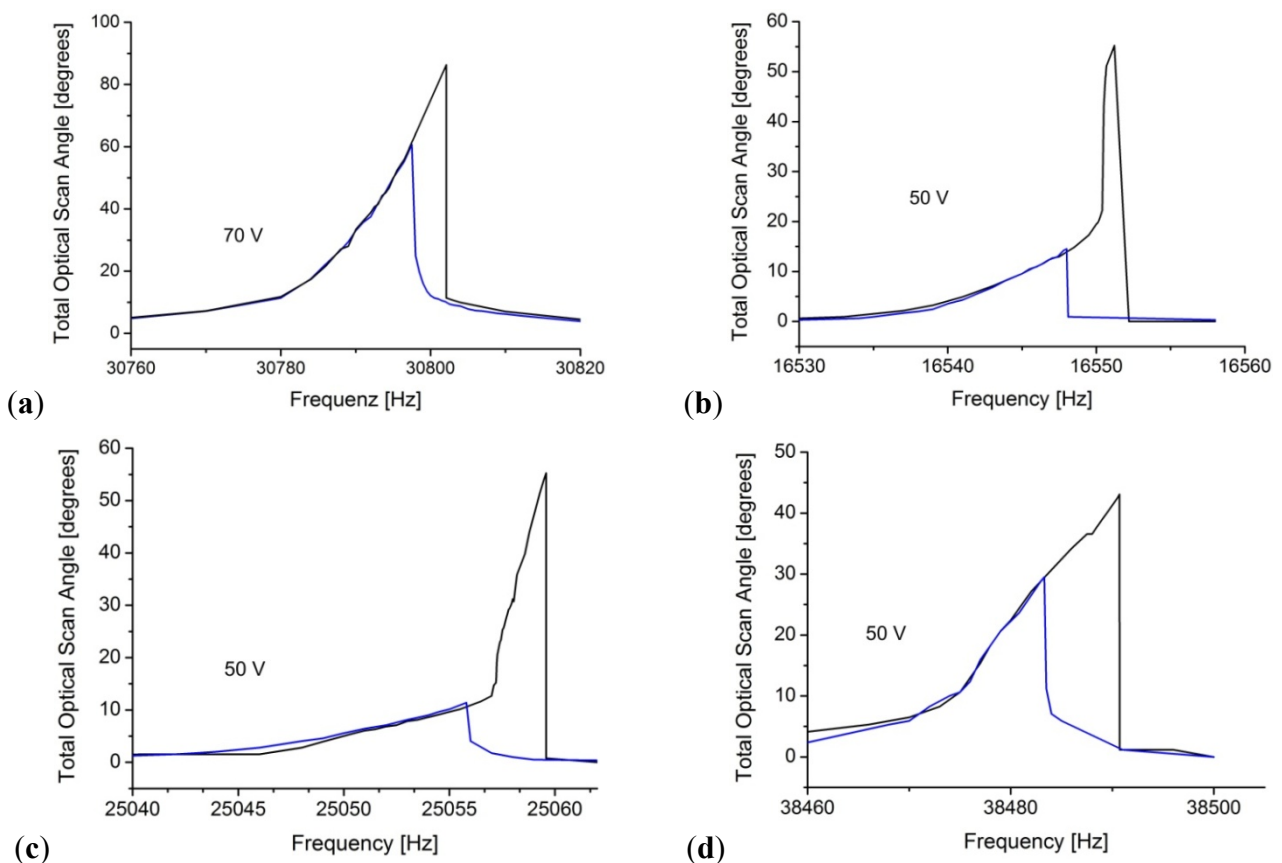 Total Optical Scan Angle [degrees]
100
80
60
40
20
0
70 V
30760 30780 30800 30820
Frequenz [Hz]
(a)
Total Optical Scan Angle [degrees]
60
50
40
30
20
10
0
50 V
16530 16540 16550 16560
Frequency [Hz]
(b)
Total Optical Scan Angle [degrees]
60
50
40
30
20
10
0
50 V
25040 25045 25050 25055 25060
Frequency [Hz]
(c)
Total Optical Scan Angle [degrees]
50
40
30
20
10
0
50 V
38460 38480 38500
Frequency [Hz]
(d)